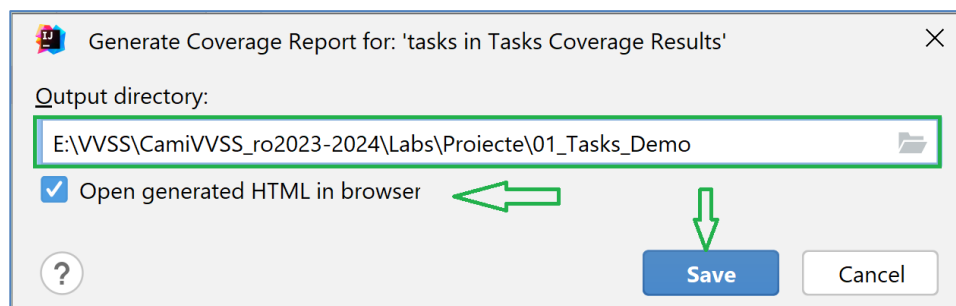 IJ
Generate Coverage Report for: 'tasks in Tasks Coverage Results'
Output directory:
E:\VVSS\CamiVVSS_ro2023-2024\Labs\Proiecte\01_Tasks_Demo
Open generated HTML in browser
?
Save
Cancel